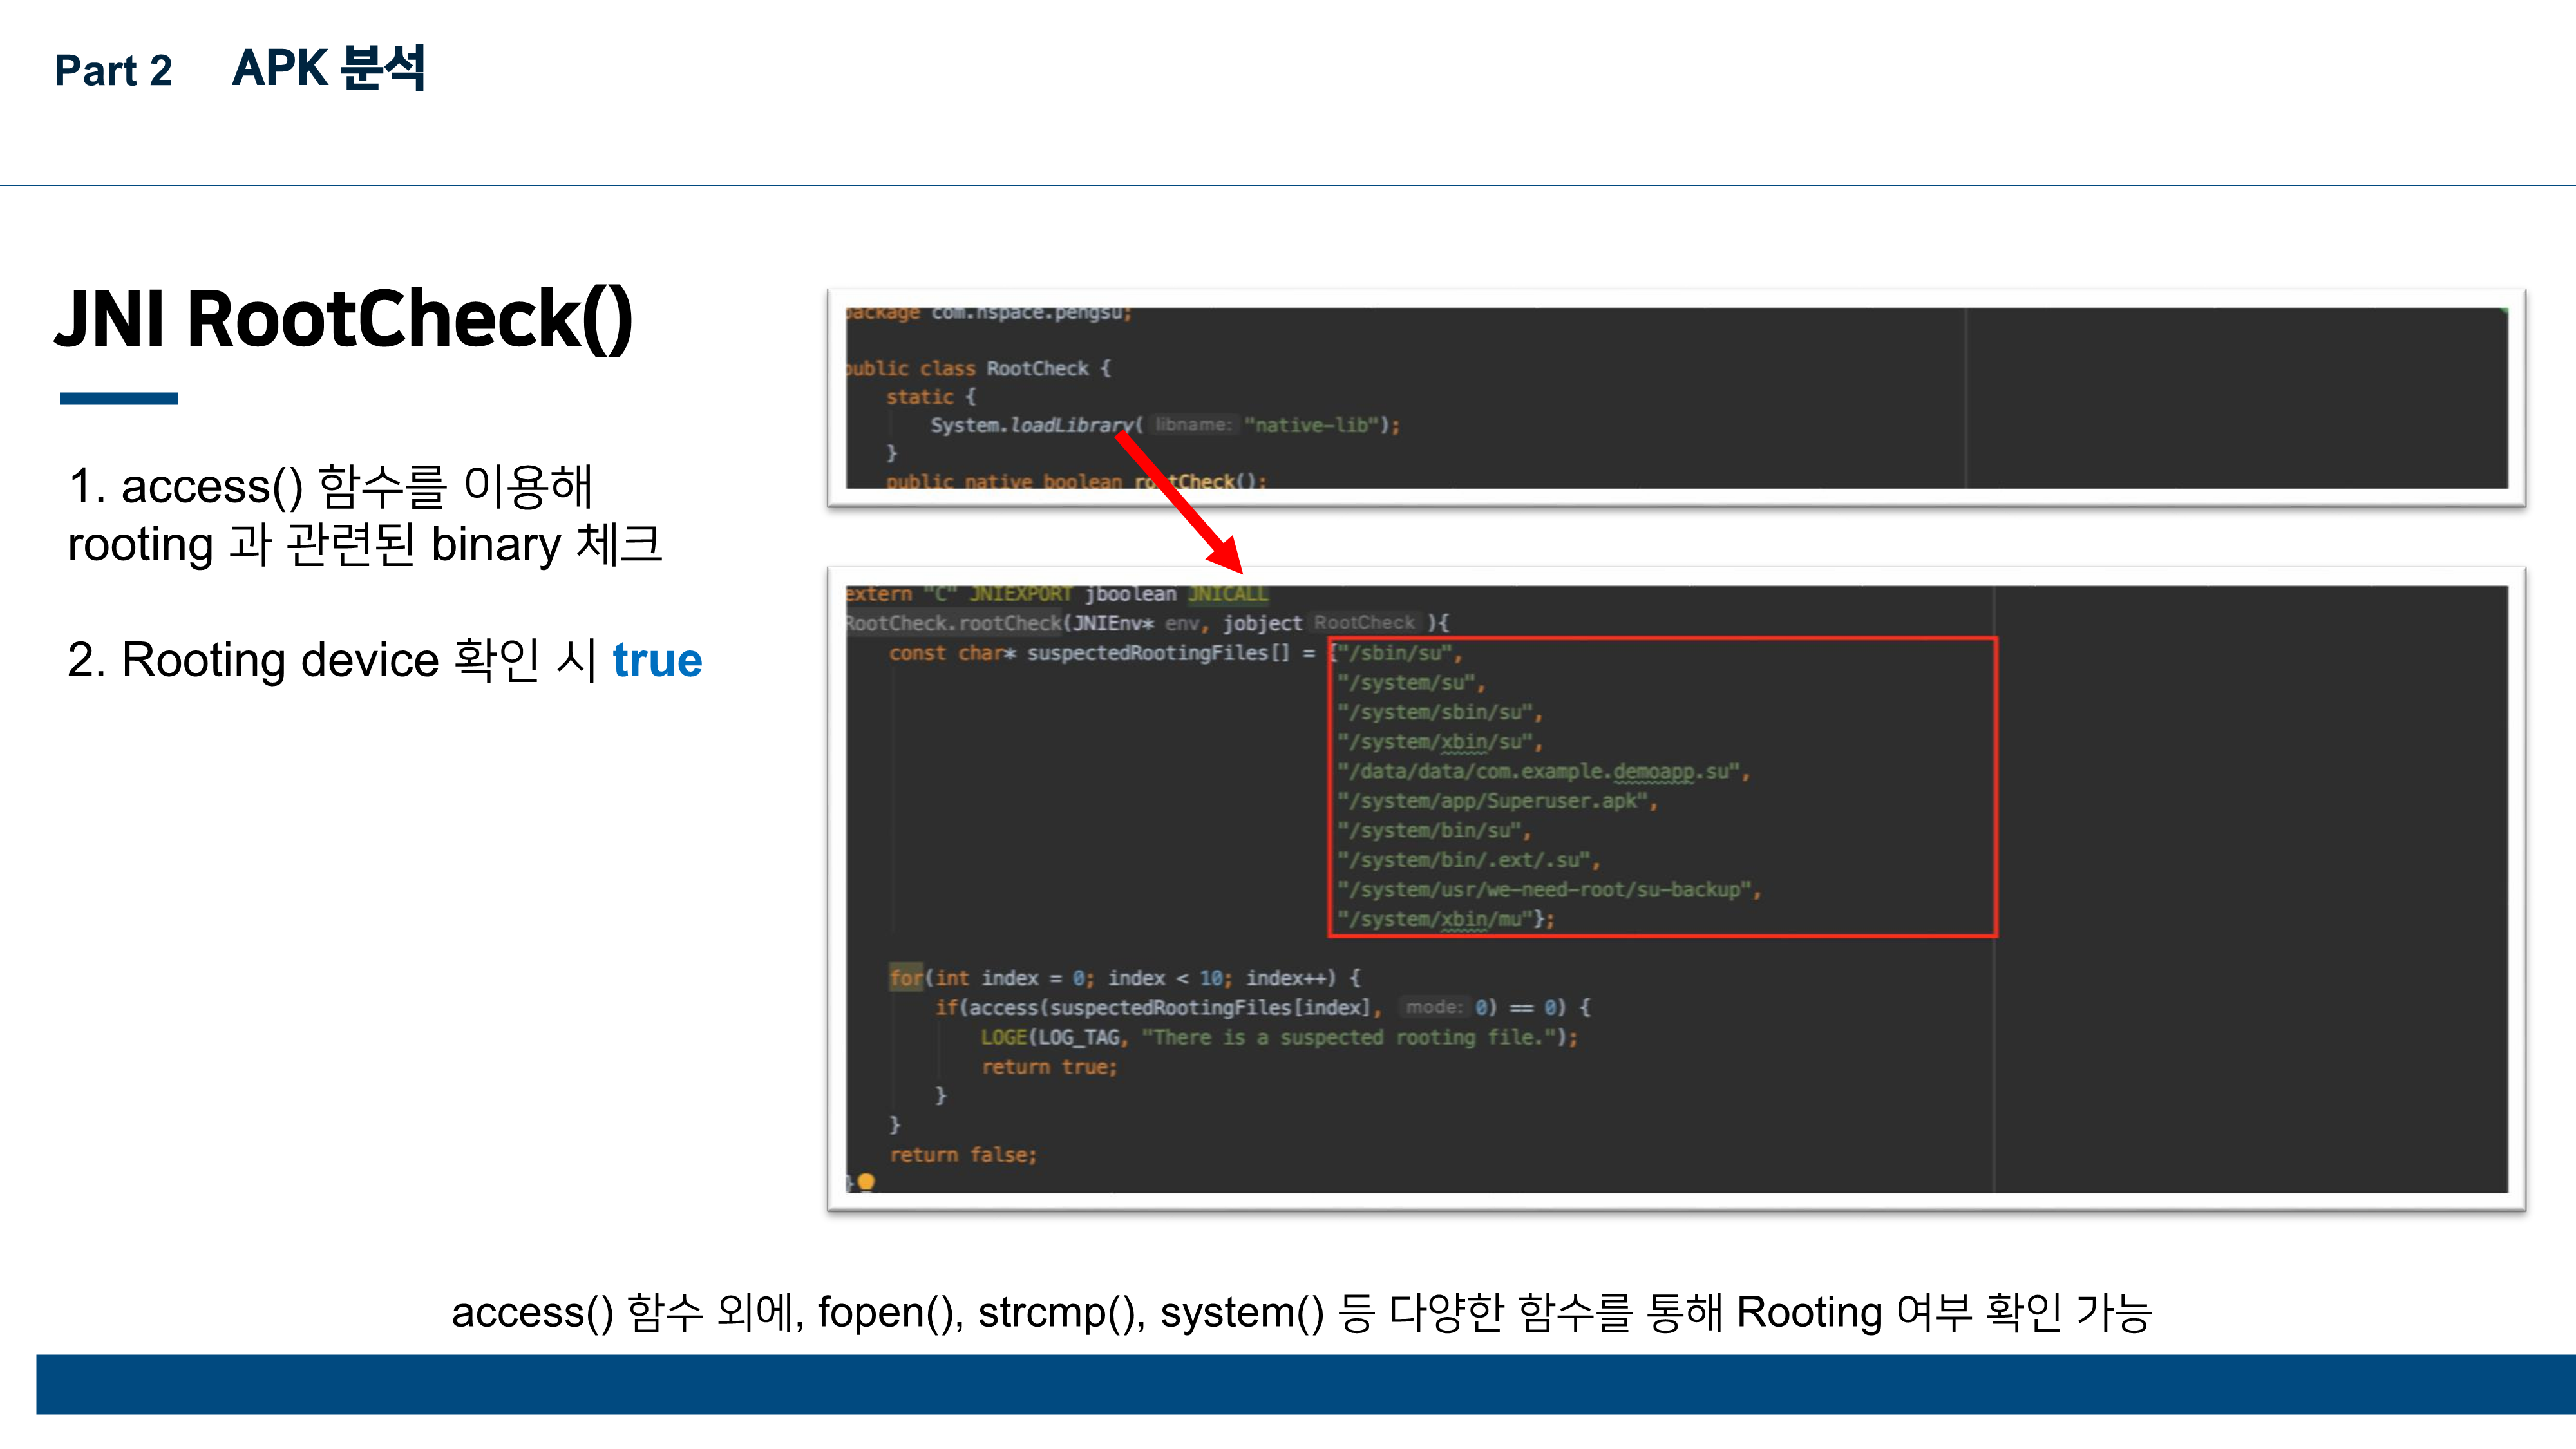 Part 2 APK 분석
JNI RootCheck()
1. access() 함수를 이용해
rooting 과 관련된 binary 체크
2. Rooting device 확인 시 true
package com.nspace.pengsu;
public class RootCheck {
static {
System.loadLibrary( libname: "native-lib");
}
public native boolean rootCheck();
extern "C" JNIEXPORT jboolean JNICALL
RootCheck.rootCheck(JNIEnv* env, jobject RootCheck ){
const char* suspectedRootingFiles[] = {"/sbin/su",
"/system/su",
"/system/sbin/su",
"/system/xbin/su",
"/data/data/com.example.demoapp.su",
"/system/app/Superuser.apk",
"/system/bin/su",
"/system/bin/.ext/.su",
"/system/usr/we-need-root/su-backup",
"/system/xbin/mu"};
for(int index = 0; index < 10; index++) {
if(access(suspectedRootingFiles[index], mode: 0) == 0) {
LOGE(LOG_TAG, "There is a suspected rooting file.");
return true;
}
}
return false;
}
access() 함수 외에, fopen(), strcmp(), system() 등 다양한 함수를 통해 Rooting 여부 확인 가능